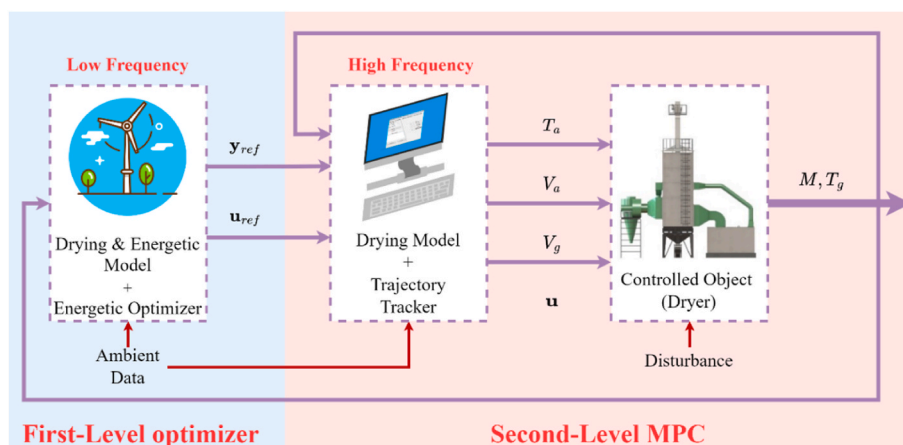 Low Frequency
Drying & Energetic
Model
+
Energetic Optimizer
y_ref
u_ref
High Frequency
Drying Model
+
Trajectory
Tracker
T_a
V_a
V_g
u
Controlled Object
(Dryer)
M, T_g
Ambient
Data
Disturbance
First-Level optimizer
Second-Level MPC